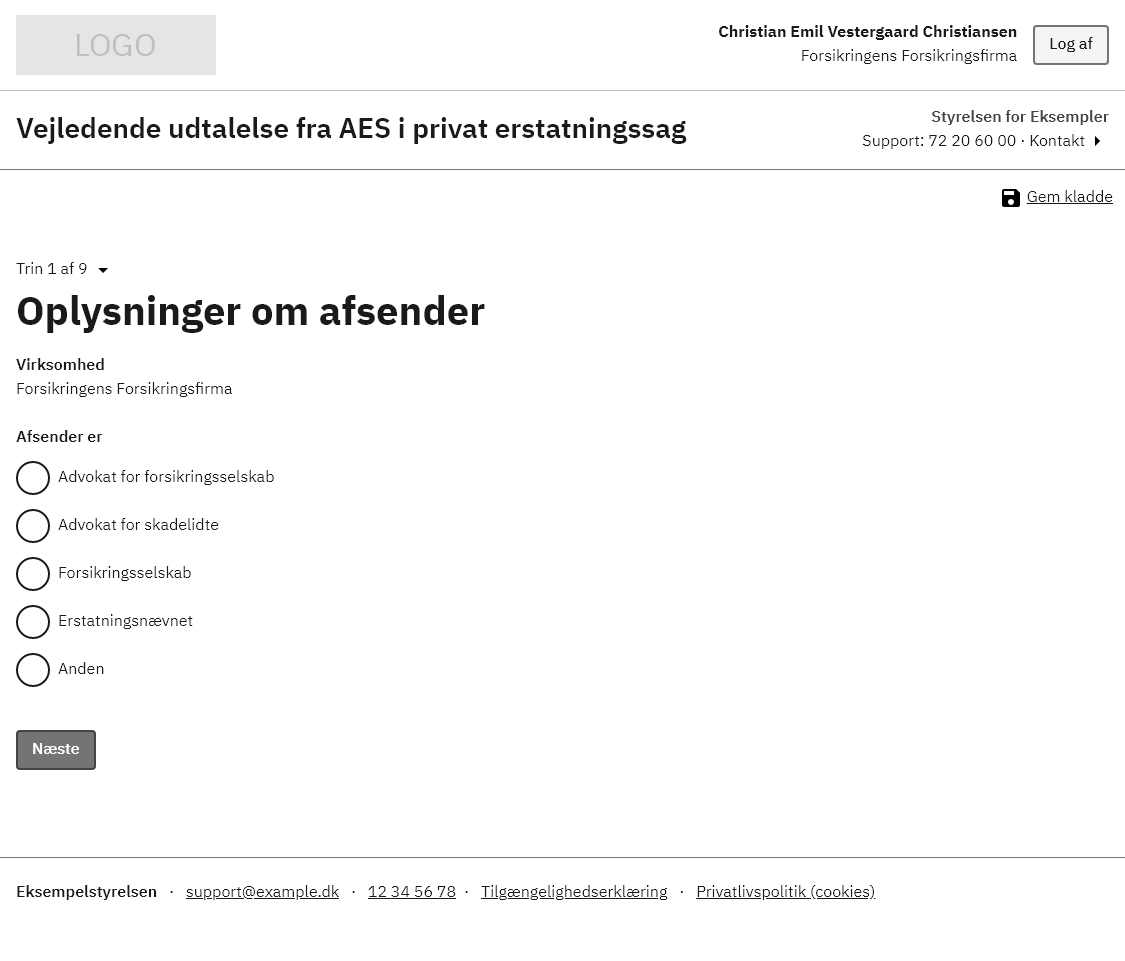 LOGO
Christian Emil Vestergaard Christiansen
Forsikringens Forsikringsfirma
Log af
Vejledende udtalelse fra AES i privat erstatningssag
Styrelsen for Eksempler
Support: 72 20 60 00 · Kontakt
Gem kladde
Trin 1 af 9
Oplysninger om afsender
Virksomhed
Forsikringens Forsikringsfirma
Afsender er
Advokat for forsikringsselskab
Advokat for skadelidte
Forsikringsselskab
Erstatningsnævnet
Anden
Næste
Eksempelstyrelsen · support@example.dk · 12 34 56 78 · Tilgængelighedserklæring · Privatlivspolitik (cookies)